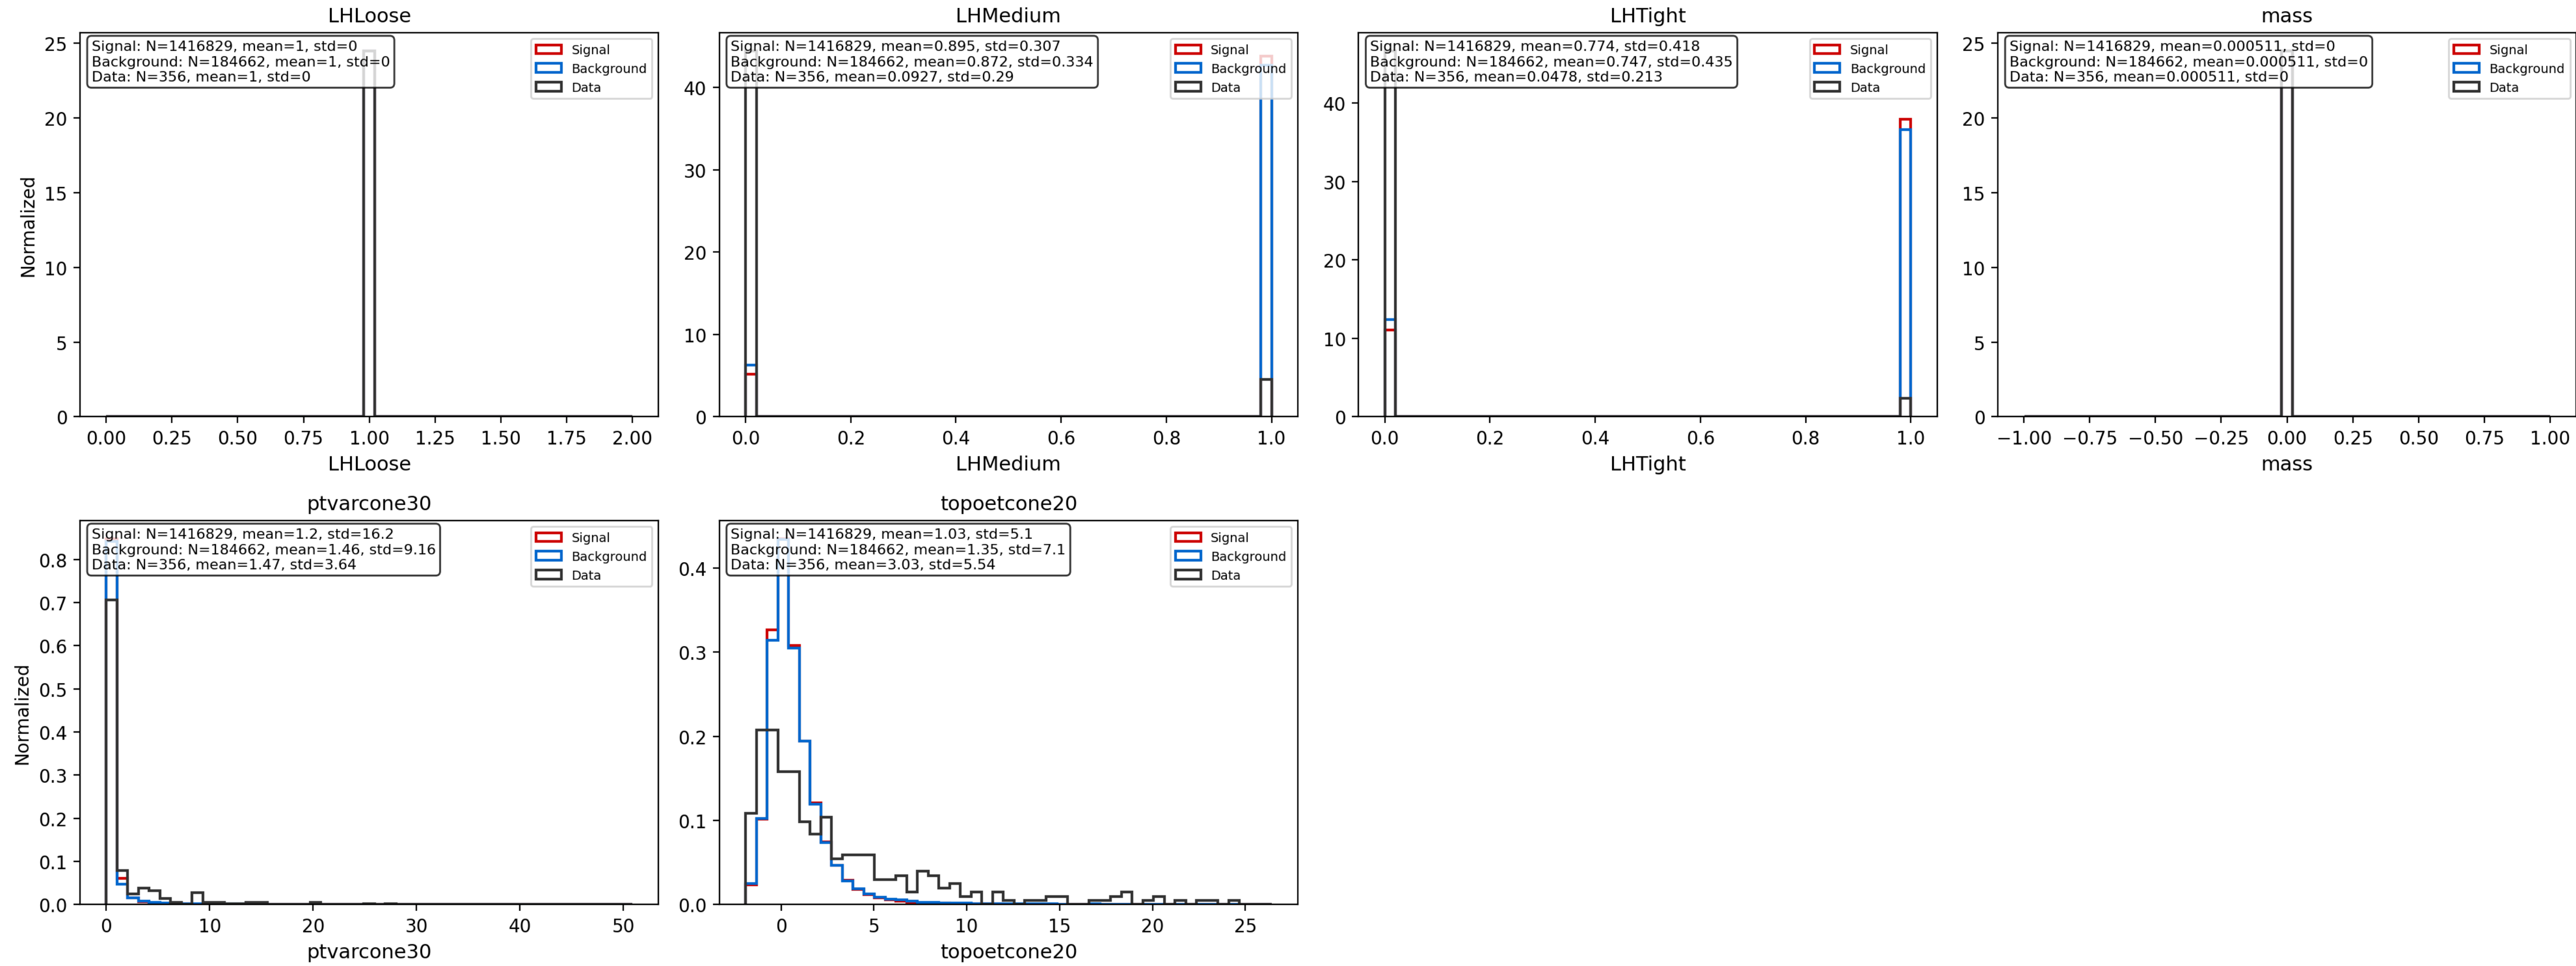 LHLoose
Signal: N=1416829, mean=1, std=0
Background: N=184662, mean=1, std=0
Data: N=356, mean=1, std=0
Signal
Background
Data
Normalized
25
20
15
10
5
0
0.00 0.25 0.50 0.75 1.00 1.25 1.50 1.75 2.00
LHLoose
LHMedium
Signal: N=1416829, mean=0.895, std=0.307
Background: N=184662, mean=0.872, std=0.334
Data: N=356, mean=0.0927, std=0.29
Signal
Background
Data
40
30
20
10
0
0.0 0.2 0.4 0.6 0.8 1.0
LHMedium
LHTight
Signal: N=1416829, mean=0.774, std=0.418
Background: N=184662, mean=0.747, std=0.435
Data: N=356, mean=0.0478, std=0.213
Signal
Background
Data
40
30
20
10
0
0.0 0.2 0.4 0.6 0.8 1.0
LHTight
mass
Signal: N=1416829, mean=0.000511, std=0
Background: N=184662, mean=0.000511, std=0
Data: N=356, mean=0.000511, std=0
Signal
Background
Data
25
20
15
10
5
0
−1.00 −0.75 −0.50 −0.25 0.00 0.25 0.50 0.75 1.00
mass
ptvarcone30
Signal: N=1416829, mean=1.2, std=16.2
Background: N=184662, mean=1.46, std=9.16
Data: N=356, mean=1.47, std=3.64
Signal
Background
Data
Normalized
0.8
0.7
0.6
0.5
0.4
0.3
0.2
0.1
0.0
0 10 20 30 40 50
ptvarcone30
topoetcone20
Signal: N=1416829, mean=1.03, std=5.1
Background: N=184662, mean=1.35, std=7.1
Data: N=356, mean=3.03, std=5.54
Signal
Background
Data
0.4
0.3
0.2
0.1
0.0
0 5 10 15 20 25
topoetcone20